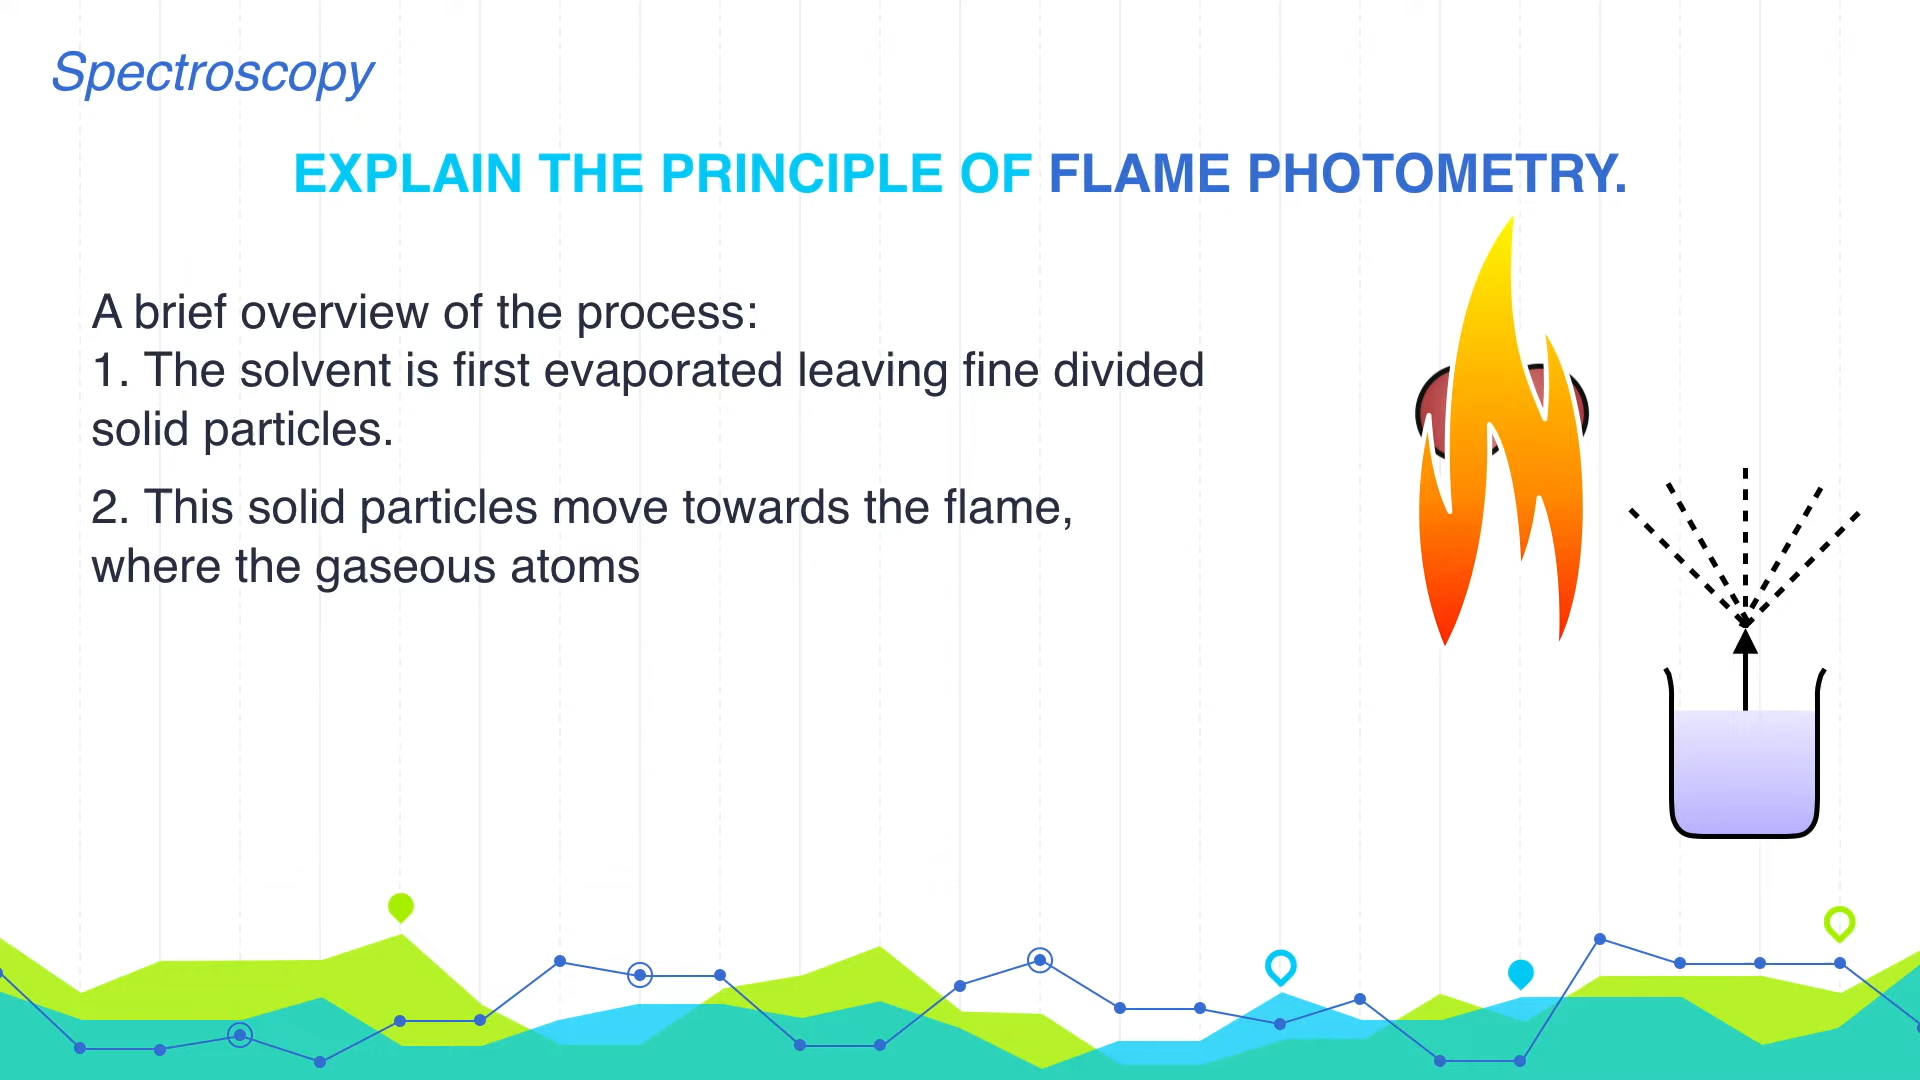 Spectroscopy
EXPLAIN THE PRINCIPLE OF FLAME PHOTOMETRY.
A brief overview of the process:
1. The solvent is first evaporated leaving fine divided
solid particles.
2. This solid particles move towards the flame,
where the gaseous atoms